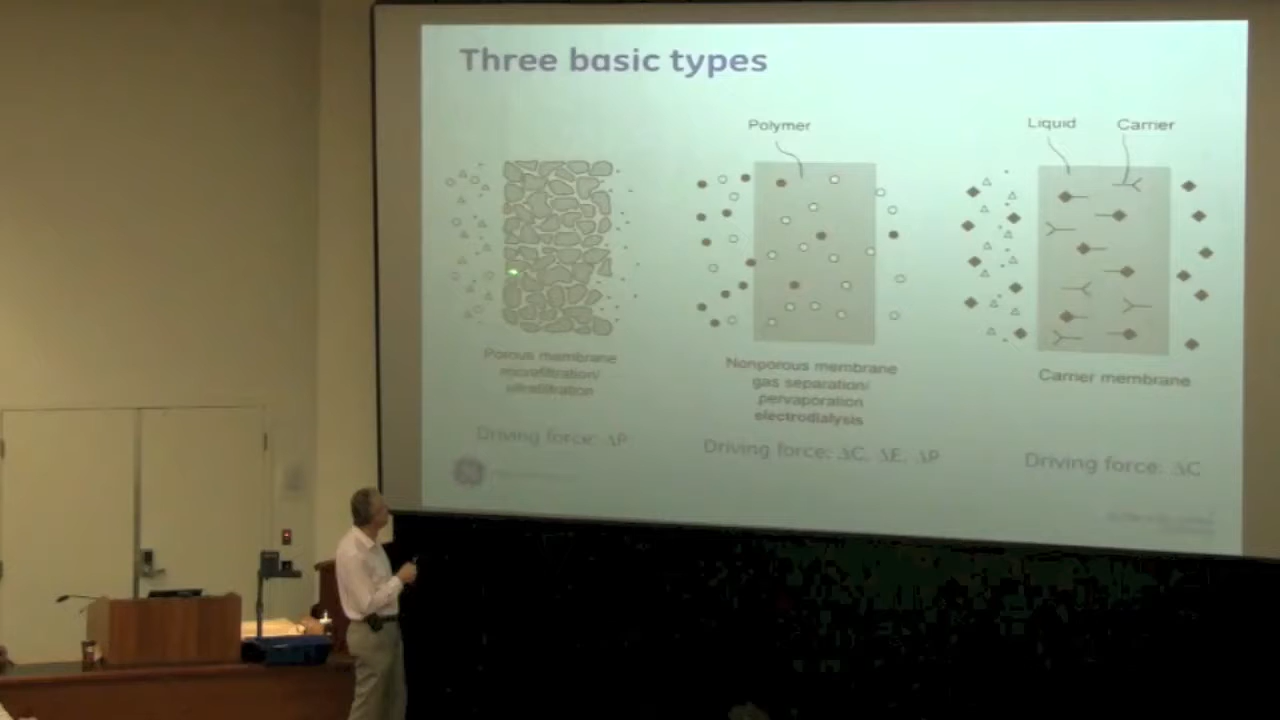 Three basic types
Polymer
Liquid
Carrier
Porous membrane
microfiltration/
ultrafiltration
Nonporous membrane
gas separation/
pervaporation
electrodialysis
Carrier membrane
Driving force: ΔP
Driving force: ΔC, ΔE, ΔP
Driving force: ΔC